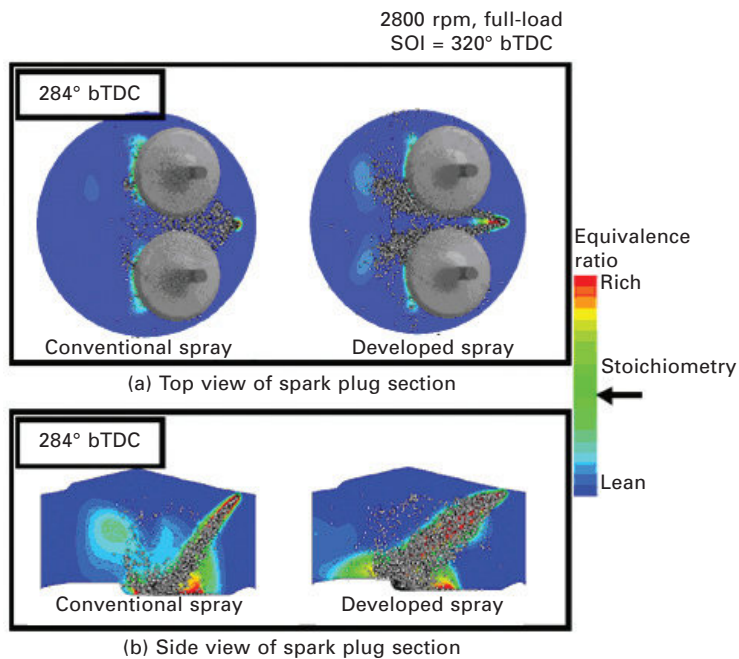 2800 rpm, full-load
SOI = 320° bTDC
284° bTDC
Conventional spray
Developed spray
(a) Top view of spark plug section
Equivalence
ratio
Rich
Stoichiometry
Lean
284° bTDC
Conventional spray
Developed spray
(b) Side view of spark plug section